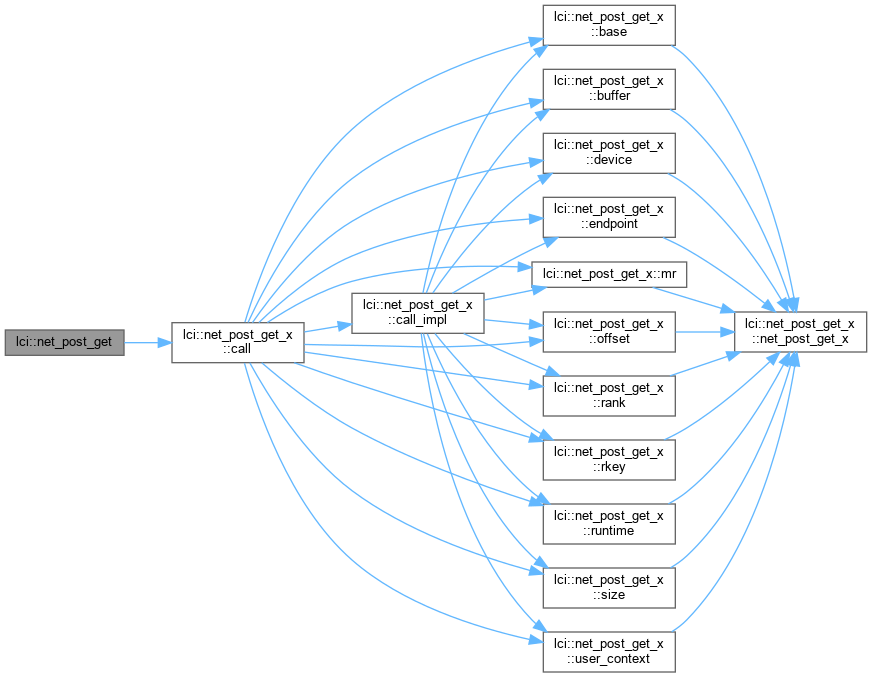 lci::net_post_get
lci::net_post_get_x
::call
lci::net_post_get_x
::call_impl
lci::net_post_get_x
::base
lci::net_post_get_x
::buffer
lci::net_post_get_x
::device
lci::net_post_get_x
::endpoint
lci::net_post_get_x::mr
lci::net_post_get_x
::offset
lci::net_post_get_x
::rank
lci::net_post_get_x
::rkey
lci::net_post_get_x
::runtime
lci::net_post_get_x
::size
lci::net_post_get_x
::user_context
lci::net_post_get_x
::net_post_get_x